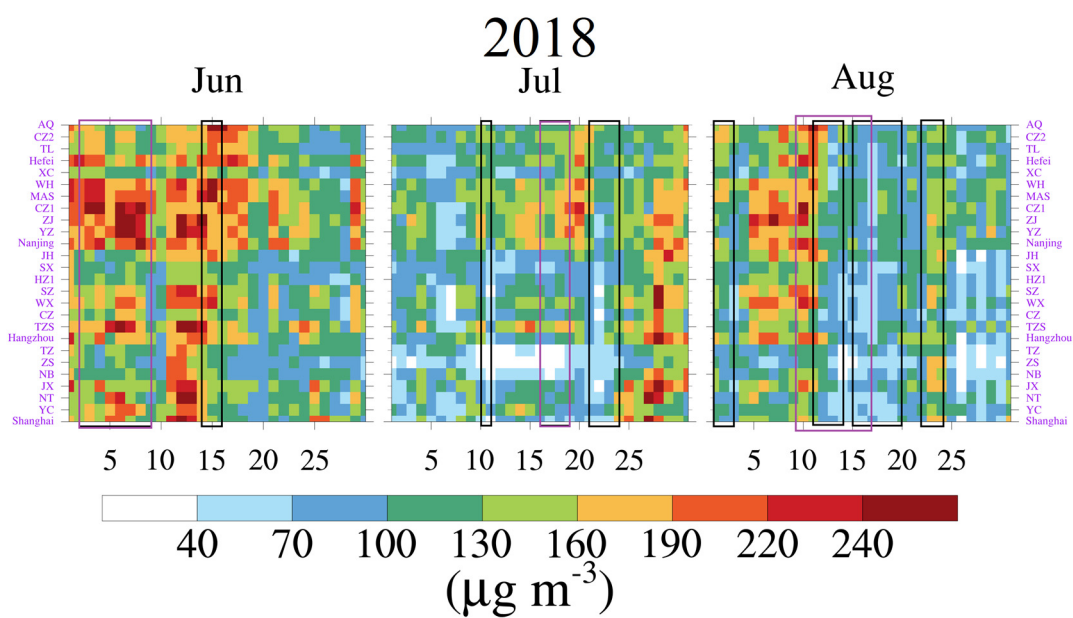 2018
Jun Jul Aug
AQ AQ
CZ2 CZ2
TL TL
Hefei Hefei
XC XC
WH WH
MAS MAS
CZ1 CZ1
ZJ ZJ
YZ YZ
Nanjing Nanjing
JH JH
SX SX
HZ1 HZ1
SZ SZ
WX WX
CZ CZ
TZS TZS
Hangzhou Hangzhou
TZ TZ
ZS ZS
NB NB
JX JX
NT NT
YC YC
Shanghai Shanghai
5 10 15 20 25 5 10 15 20 25 5 10 15 20 25
40 70 100 130 160 190 220 240
(μg m⁻³)